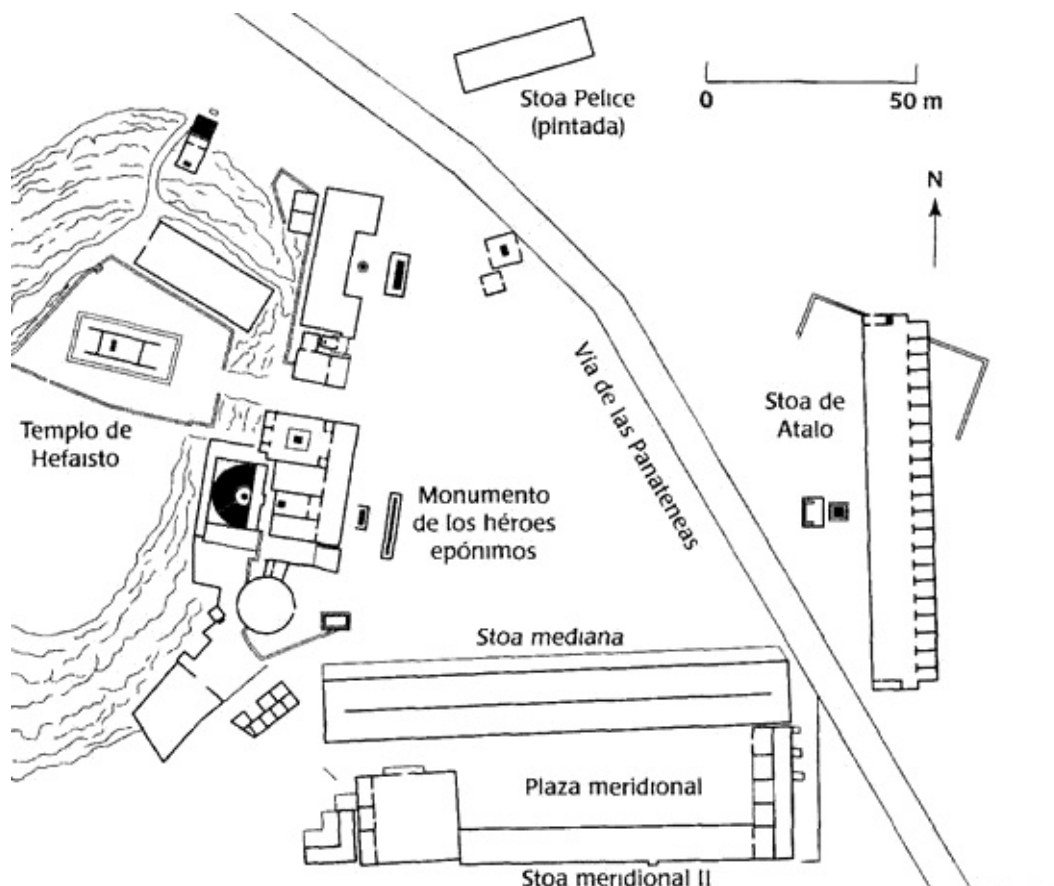 Stoa Pelice
(pintada)
0
50 m
N
Vía de las Panateneas
Stoa de
Atalo
Templo de
Hefaisto
Monumento
de los héroes
epónimos
Stoa mediana
Plaza meridional
Stoa meridional II